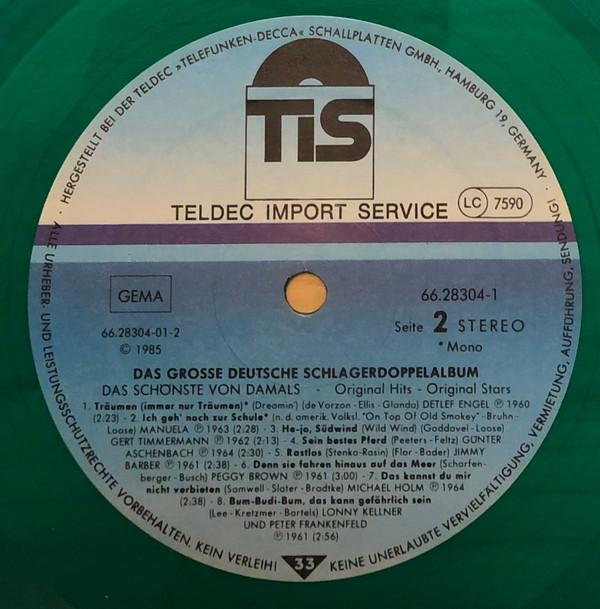 · HERGESTELLT BEI DER TELDEC »TELEFUNKEN-DECCA« SCHALLPLATTEN GMBH., HAMBURG 19, GERMANY ·
TIS
TELDEC IMPORT SERVICE
LC 7590
GEMA
66.28304-1
66.28304-01-2
Seite 2 STEREO
© 1985
*Mono
DAS GROSSE DEUTSCHE SCHLAGERDOPPELALBUM
DAS SCHÖNSTE VON DAMALS - Original Hits - Original Stars
1. Träumen (immer nur Träumen)* (Dreamin') (de Vorzon - Ellis - Glando) DETLEF ENGEL ℗ 1960
(2:23) - 2. Ich geh' noch zur Schule* (n. d. amerik. Volksl. "On Top Of Old Smokey" - Bruhn -
Loose) MANUELA ℗ 1963 (2:28) - 3. He-jo, Südwind (Wild Wind) (Goddavel - Loose)
GERT TIMMERMANN ℗ 1962 (2:13) - 4. Sein bestes Pferd (Peeters - Feltz) GÜNTER
ASCHENBACH ℗ 1964 (2:30) - 5. Rastlos (Stenka-Rasin) (Flor - Bader) JIMMY
BARBER ℗ 1961 (2:38) - 6. Denn sie fahren hinaus auf das Meer (Scharfen-
berger - Busch) PEGGY BROWN ℗ 1961 (3:00) - 7. Das kannst du mir
nicht verbieten (Samwell - Slater - Bradtke) MICHAEL HOLM ℗ 1964
(2:38) - 8. Bum-Budi-Bum, das kann gefährlich sein
(Lee - Kretzmer - Bartels) LONNY KELLNER
UND PETER FRANKENFELD
℗ 1961 (2:56)
ALLE URHEBER- UND LEISTUNGSSCHUTZRECHTE VORBEHALTEN. KEIN VERLEIH! 33 KEINE UNERLAUBTE VERVIELFÄLTIGUNG, VERMIETUNG, AUFFÜHRUNG, SENDUNG!